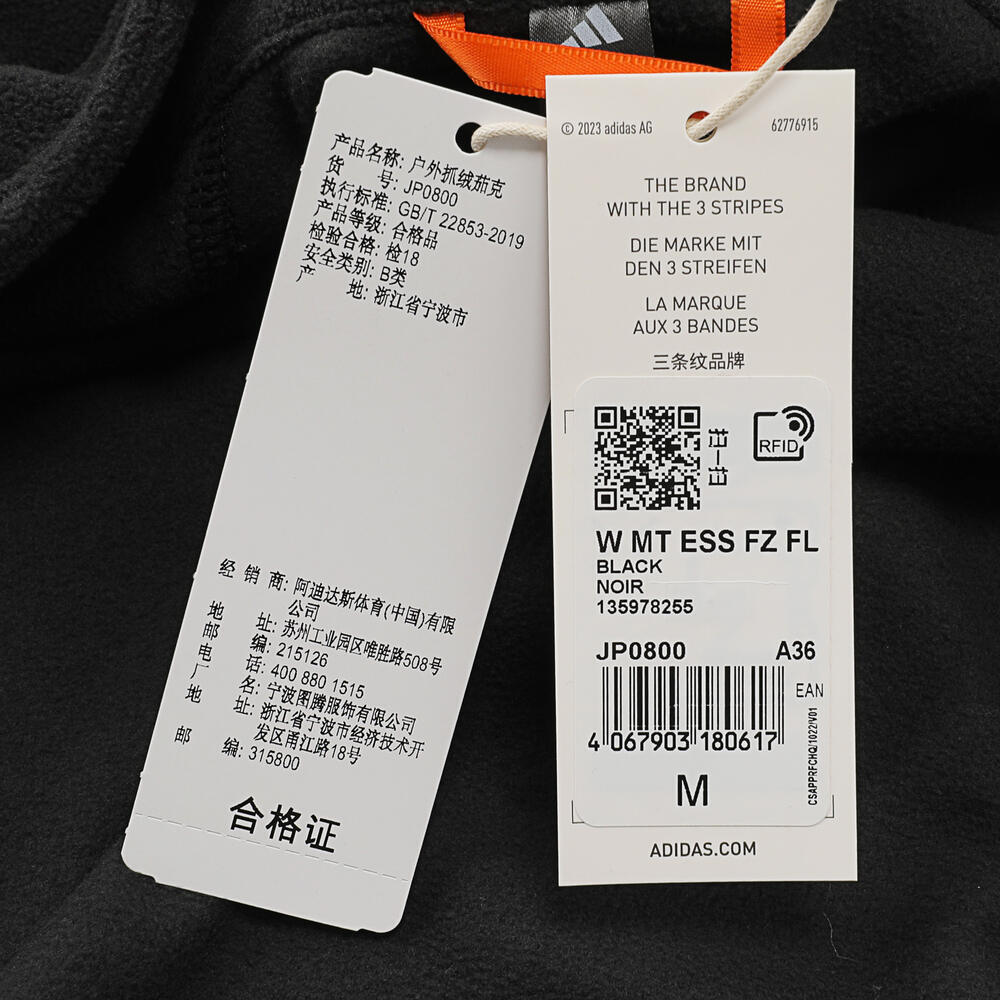 产品名称: 户外抓绒茄克
货 号: JP0800
执行标准: GB/T 22853-2019
产品等级: 合格品
检验合格: 检18
安全类别: B类
产 地: 浙江省宁波市
经 销 商: 阿迪达斯体育(中国)有限
公司
地 址: 苏州工业园区唯胜路508号
邮 编: 215126
电 话: 400 880 1515
厂 名: 宁波图腾服饰有限公司
地 址: 浙江省宁波市经济技术开
发区甬江路18号
邮 编: 315800
合格证
© 2023 adidas AG
62776915
THE BRAND
WITH THE 3 STRIPES
DIE MARKE MIT
DEN 3 STREIFEN
LA MARQUE
AUX 3 BANDES
三条纹品牌
扫一扫
RFID
W MT ESS FZ FL
BLACK
NOIR
135978255
JP0800 A36
EAN
4 067903 180617
CSAPPRFCHQ/1022/V01
M
ADIDAS.COM